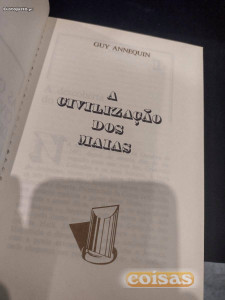 GUY ANNEQUIN
A
CIVILIZAÇÃO
DOS
MAIAS
coisas